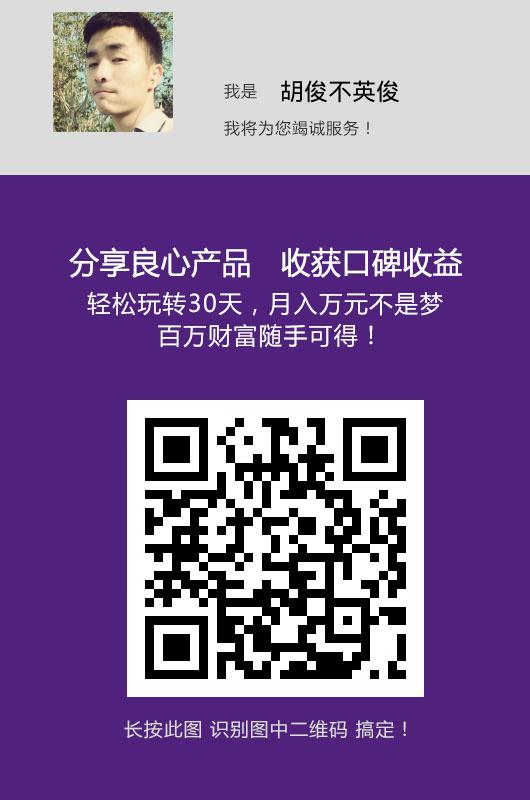 我是 胡俊不英俊
我将为您竭诚服务！
分享良心产品 收获口碑收益
轻松玩转30天，月入万元不是梦
百万财富随手可得！
长按此图 识别图中二维码 搞定！